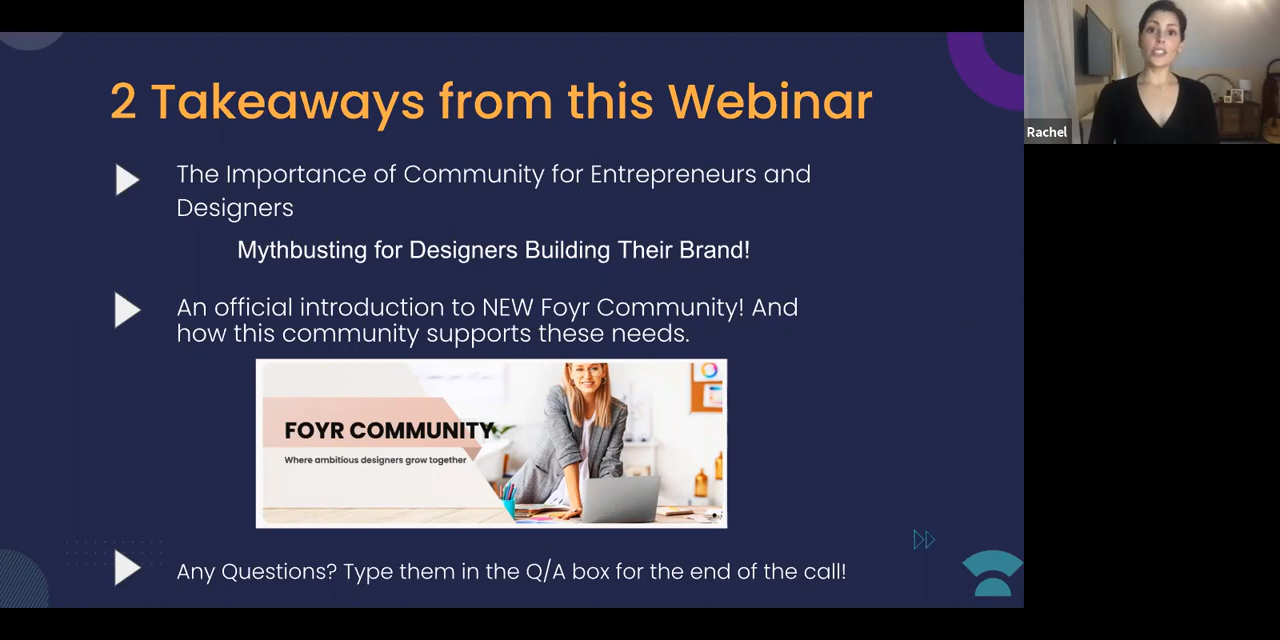 2 Takeaways from this Webinar
Rachel
The Importance of Community for Entrepreneurs and
Designers
Mythbusting for Designers Building Their Brand!
An official introduction to NEW Foyr Community! And
how this community supports these needs.
FOYR COMMUNITY
Where ambitious designers grow together
Any Questions? Type them in the Q/A box for the end of the call!